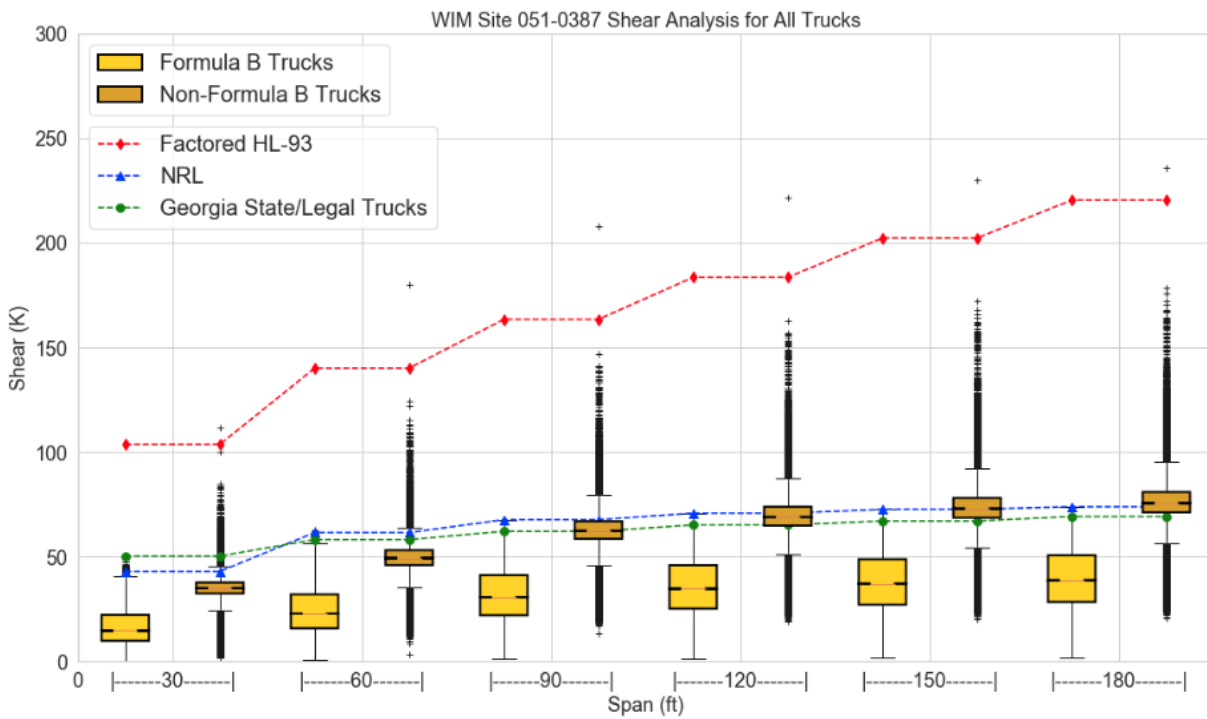 WIM Site 051-0387 Shear Analysis for All Trucks
300
250
200
150
100
50
0
Shear (K)
Formula B Trucks
Non-Formula B Trucks
Factored HL-93
NRL
Georgia State/Legal Trucks
0 |-------30-------| |-------60-------| |-------90-------| |-------120-------| |-------150-------| |-------180-------|
Span (ft)